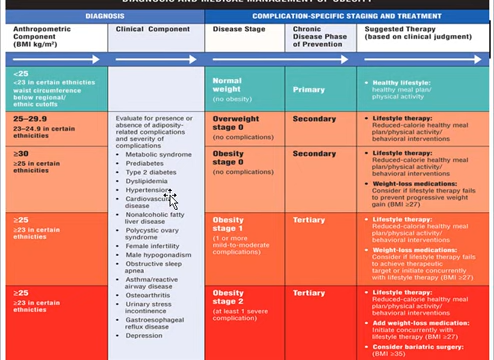 DIAGNOSIS AND MEDICAL MANAGEMENT OF OBESITY
DIAGNOSIS
COMPLICATION-SPECIFIC STAGING AND TREATMENT
Anthropometric
Component
(BMI kg/m²)
Clinical Component
Disease Stage
Chronic
Disease Phase
of Prevention
Suggested Therapy
(based on clinical judgment)
<25
<23 in certain ethnicities
waist circumference
below regional/
ethnic cutoffs
Normal
weight
(no obesity)
Primary
• Healthy lifestyle:
healthy meal plan/
physical activity
25–29.9
23–24.9 in certain
ethnicities
Evaluate for presence or
absence of adiposity-
related complications
and severity of
complications
• Metabolic syndrome
• Prediabetes
• Type 2 diabetes
• Dyslipidemia
• Hypertension
• Cardiovascular
disease
• Nonalcoholic fatty
liver disease
• Polycystic ovary
syndrome
• Female infertility
• Male hypogonadism
• Obstructive sleep
apnea
• Asthma/reactive
airway disease
• Osteoarthritis
• Urinary stress
incontinence
• Gastroesophageal
reflux disease
• Depression
Overweight
stage 0
(no complications)
Secondary
• Lifestyle therapy:
Reduced-calorie healthy meal
plan/physical activity/
behavioral interventions
≥30
≥25 in certain
ethnicities
Obesity
stage 0
(no complications)
Secondary
• Lifestyle therapy:
Reduced-calorie healthy meal
plan/physical activity/
behavioral interventions
• Weight-loss medications:
Consider if lifestyle therapy fails
to prevent progressive weight
gain (BMI ≥27)
≥25
≥23 in certain
ethnicities
Obesity
stage 1
(1 or more
mild-to-moderate
complications)
Tertiary
• Lifestyle therapy:
Reduced-calorie healthy meal
plan/physical activity/
behavioral interventions
• Weight-loss medications:
Consider if lifestyle therapy fails
to achieve therapeutic
target or initiate concurrently
with lifestyle therapy (BMI ≥27)
≥25
≥23 in certain
ethnicities
Obesity
stage 2
(at least 1 severe
complication)
Tertiary
• Lifestyle therapy:
Reduced-calorie healthy meal
plan/physical activity/
behavioral interventions
• Add weight-loss medication:
Initiate concurrently with
lifestyle therapy (BMI ≥27)
• Consider bariatric surgery:
(BMI ≥35)